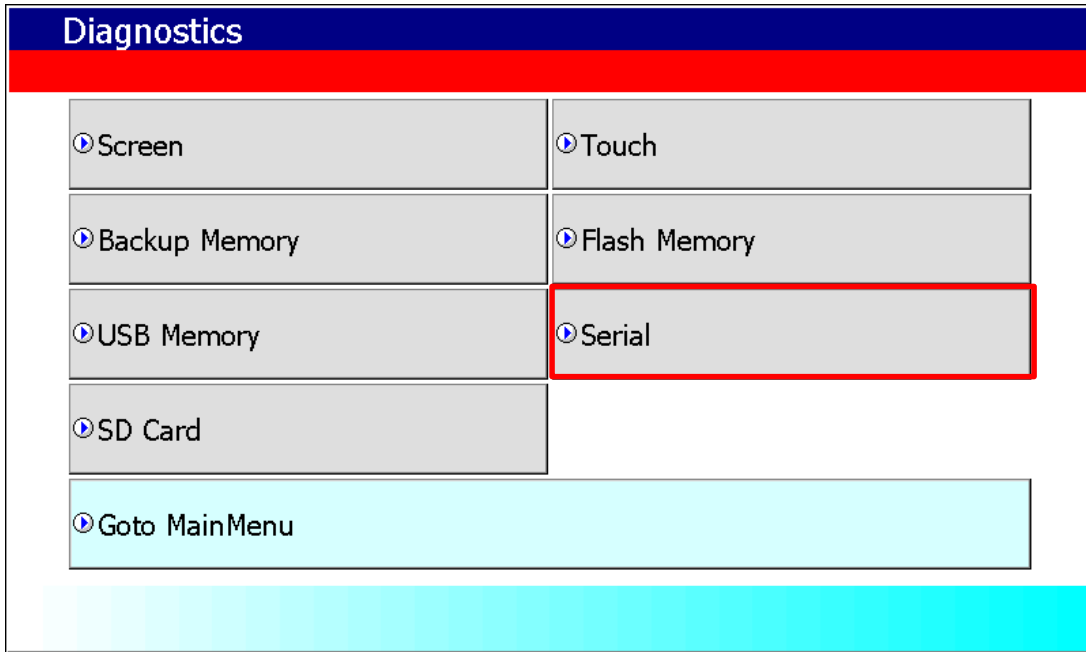 Diagnostics
Screen
Touch
Backup Memory
Flash Memory
USB Memory
Serial
SD Card
Goto MainMenu